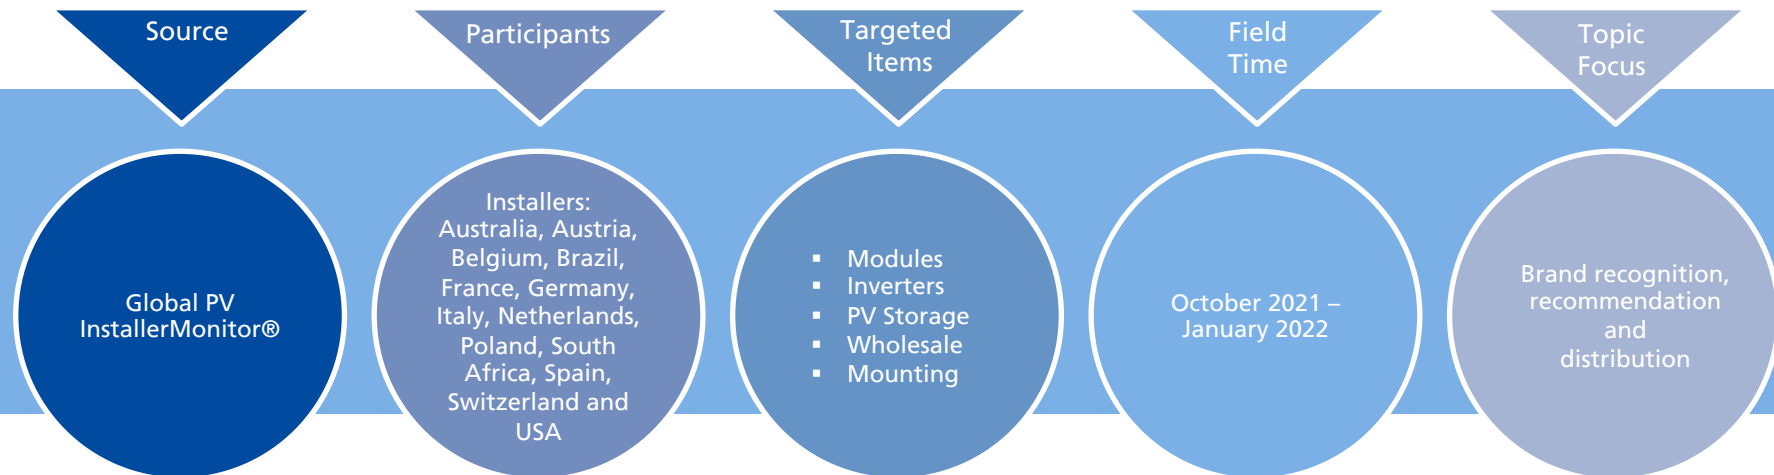 Source
Participants
Targeted
Items
Field
Time
Topic
Focus
Global PV
InstallerMonitor®
Installers:
Australia, Austria,
Belgium, Brazil,
France, Germany,
Italy, Netherlands,
Poland, South
Africa, Spain,
Switzerland and
USA
▪ Modules
▪ Inverters
▪ PV Storage
▪ Wholesale
▪ Mounting
October 2021 –
January 2022
Brand recognition,
recommendation
and
distribution